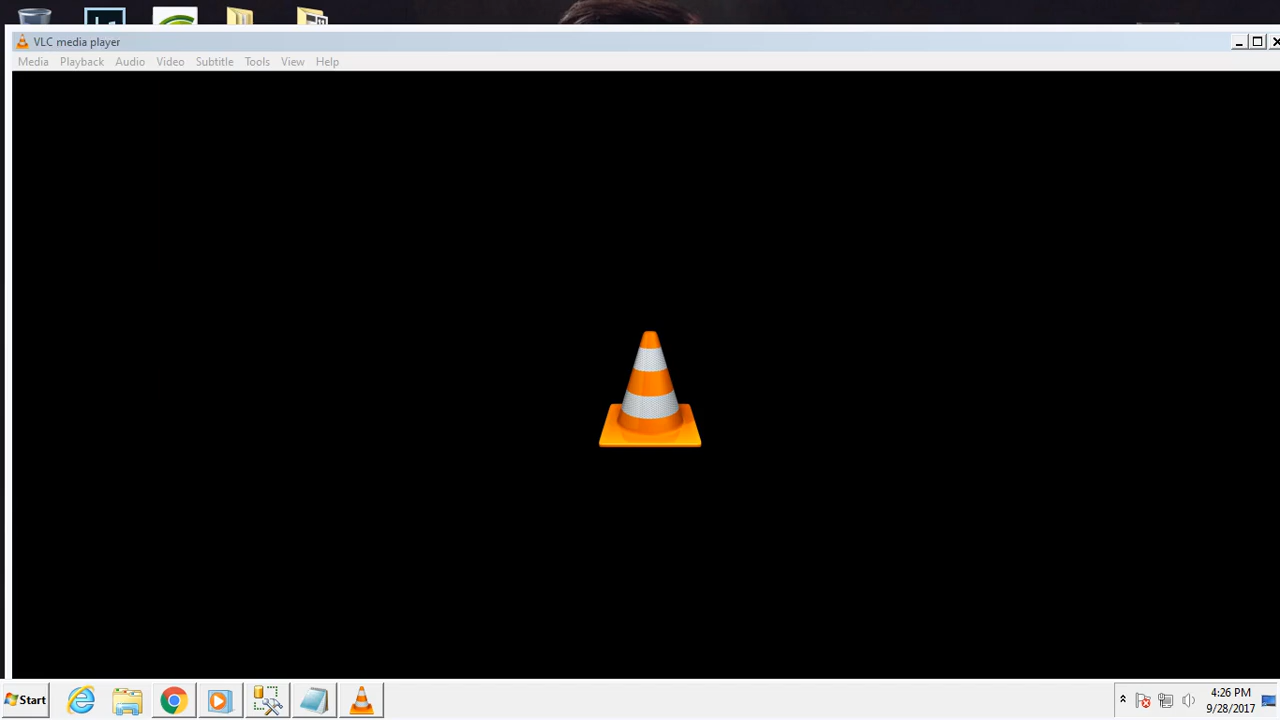 VLC media player
Media Playback Audio Video Subtitle Tools View Help
Start
4:26 PM
9/28/2017